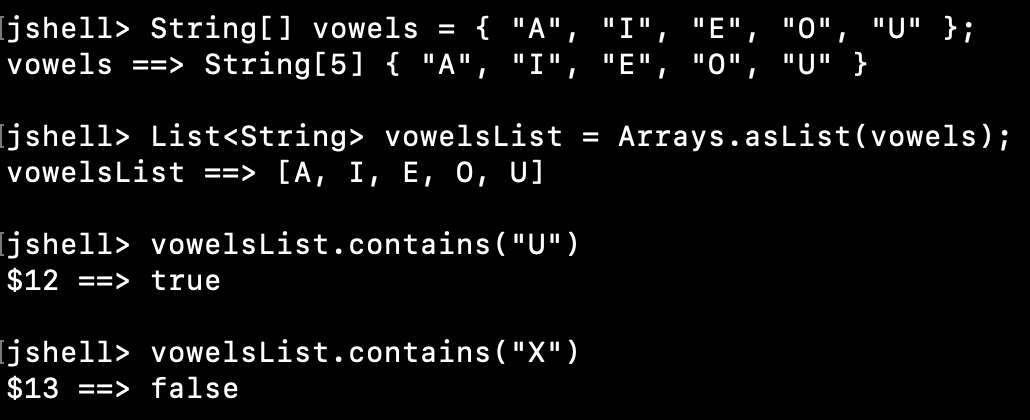 jshell> String[] vowels = { "A", "I", "E", "O", "U" };
vowels ==> String[5] { "A", "I", "E", "O", "U" }
jshell> List<String> vowelsList = Arrays.asList(vowels);
vowelsList ==> [A, I, E, O, U]
jshell> vowelsList.contains("U")
$12 ==> true
jshell> vowelsList.contains("X")
$13 ==> false